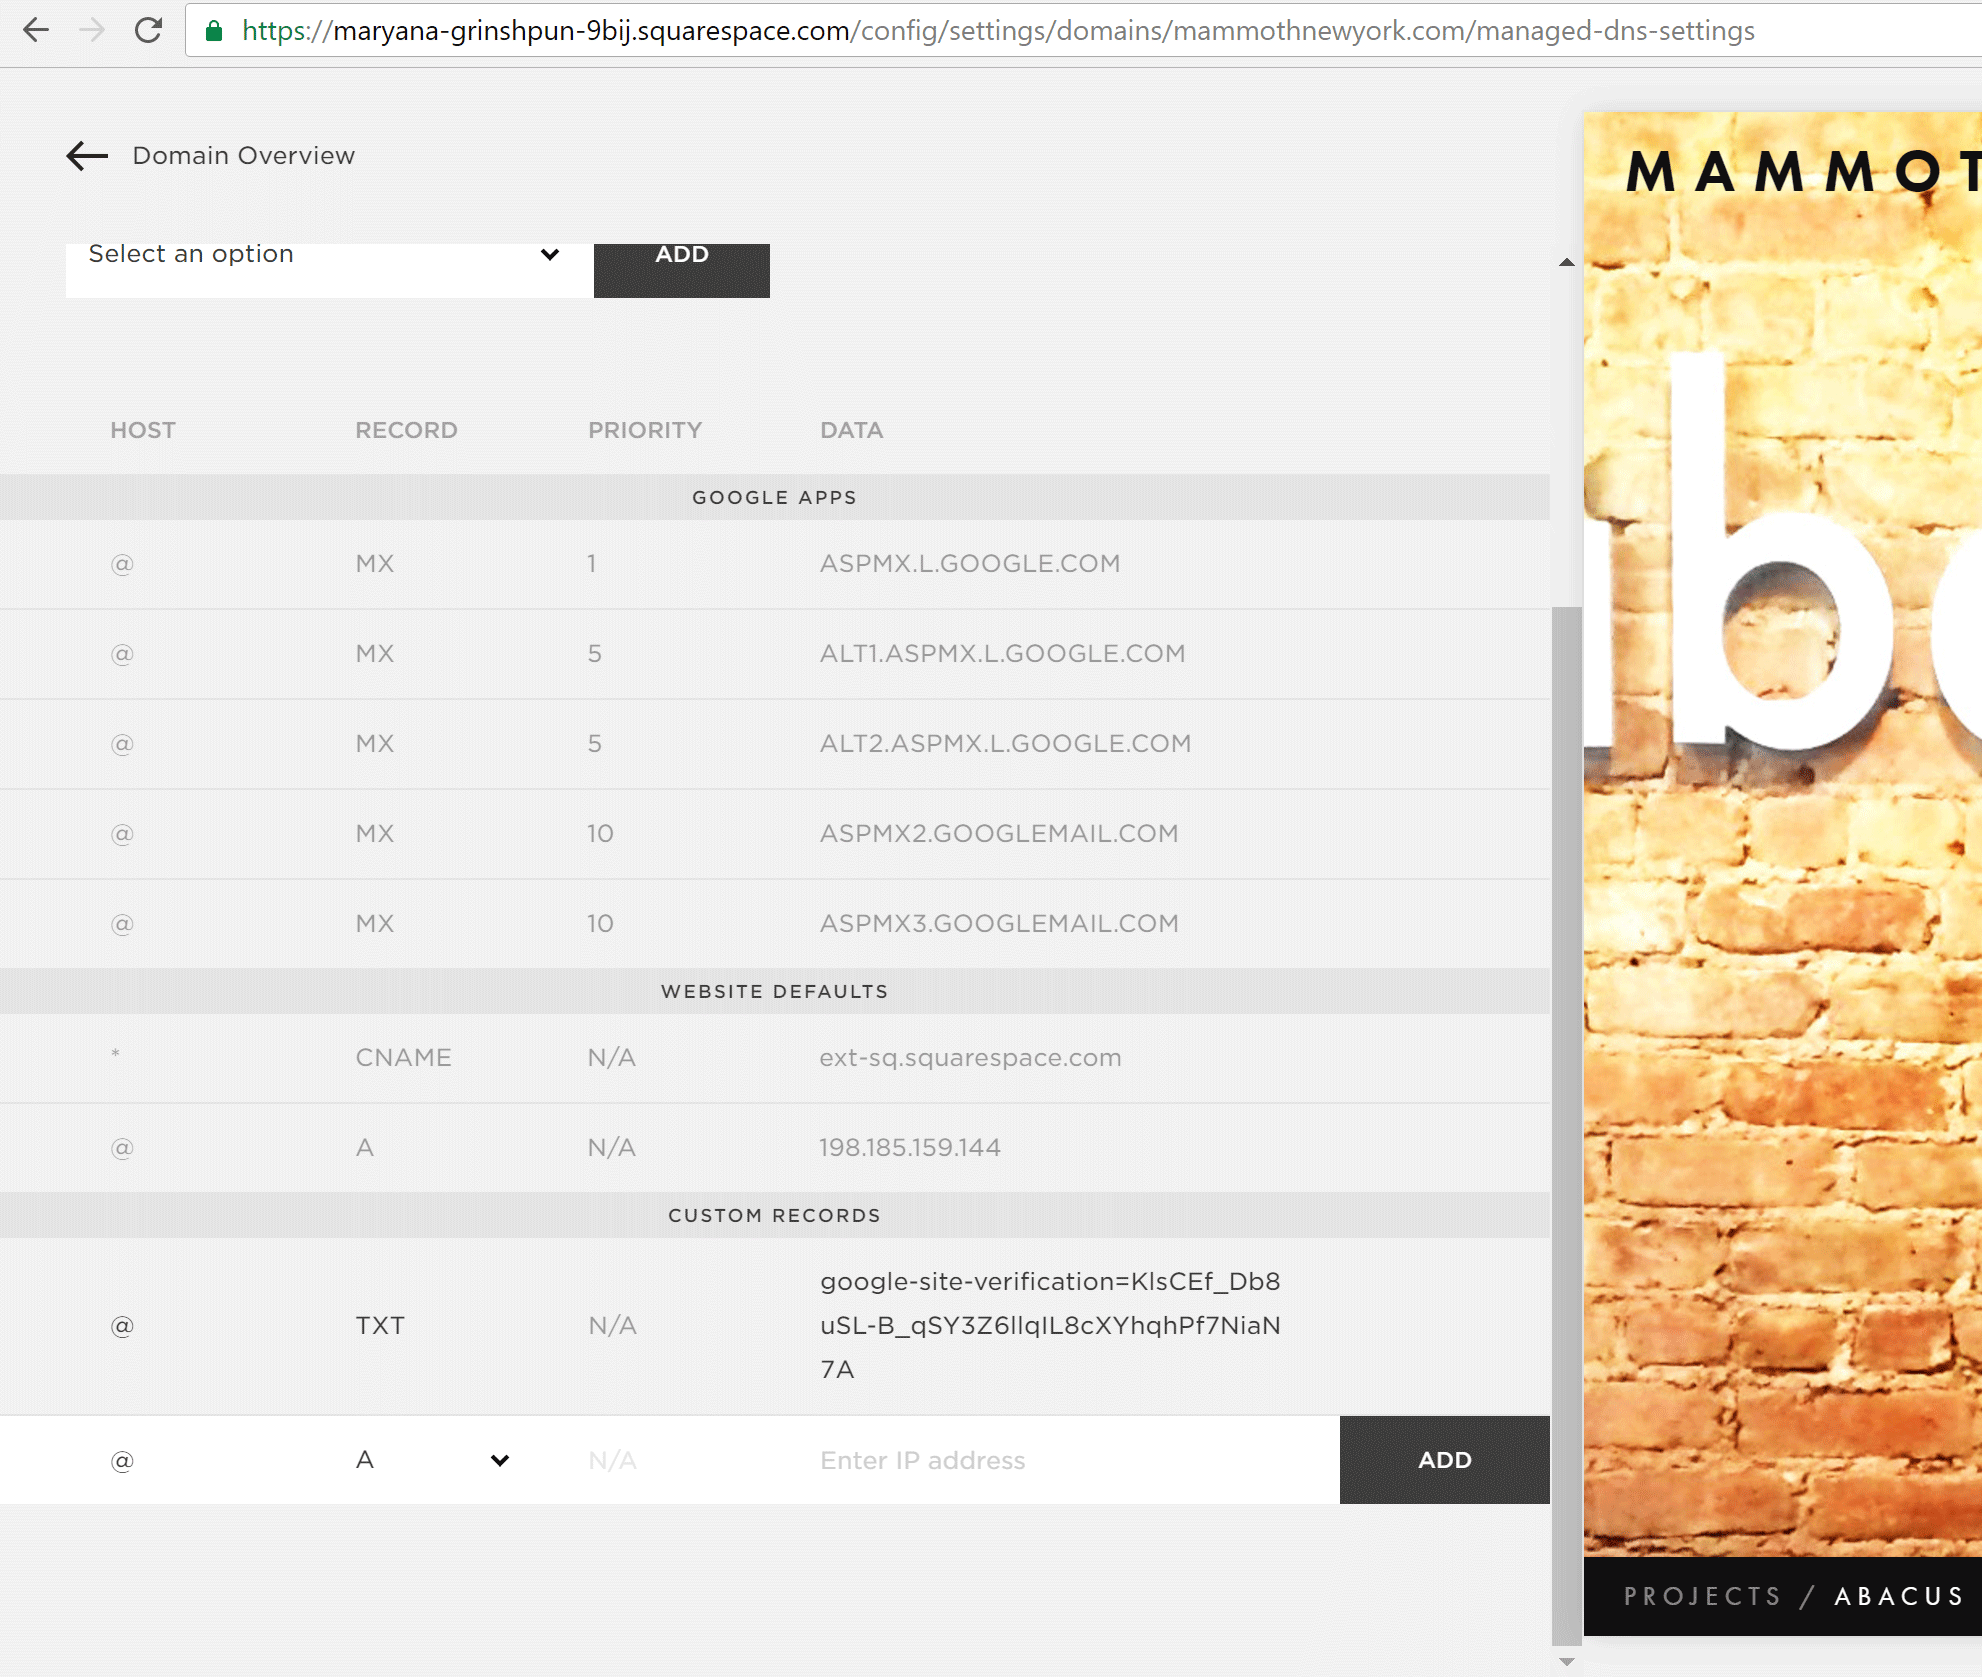 https://maryana-grinshpun-9bij.squarespace.com/config/settings/domains/mammothnewyork.com/managed-dns-settings
Domain Overview
Select an option ADD
HOST RECORD PRIORITY DATA
GOOGLE APPS
@ MX 1 ASPMX.L.GOOGLE.COM
@ MX 5 ALT1.ASPMX.L.GOOGLE.COM
@ MX 5 ALT2.ASPMX.L.GOOGLE.COM
@ MX 10 ASPMX2.GOOGLEMAIL.COM
@ MX 10 ASPMX3.GOOGLEMAIL.COM
WEBSITE DEFAULTS
* CNAME N/A ext-sq.squarespace.com
@ A N/A 198.185.159.144
CUSTOM RECORDS
@ TXT N/A google-site-verification=KlsCEf_Db8
uSL-B_qSY3Z6llqIL8cXYhqhPf7NiaN
7A
@ A N/A Enter IP address ADD
MAMMOT
b
PROJECTS / ABACUS